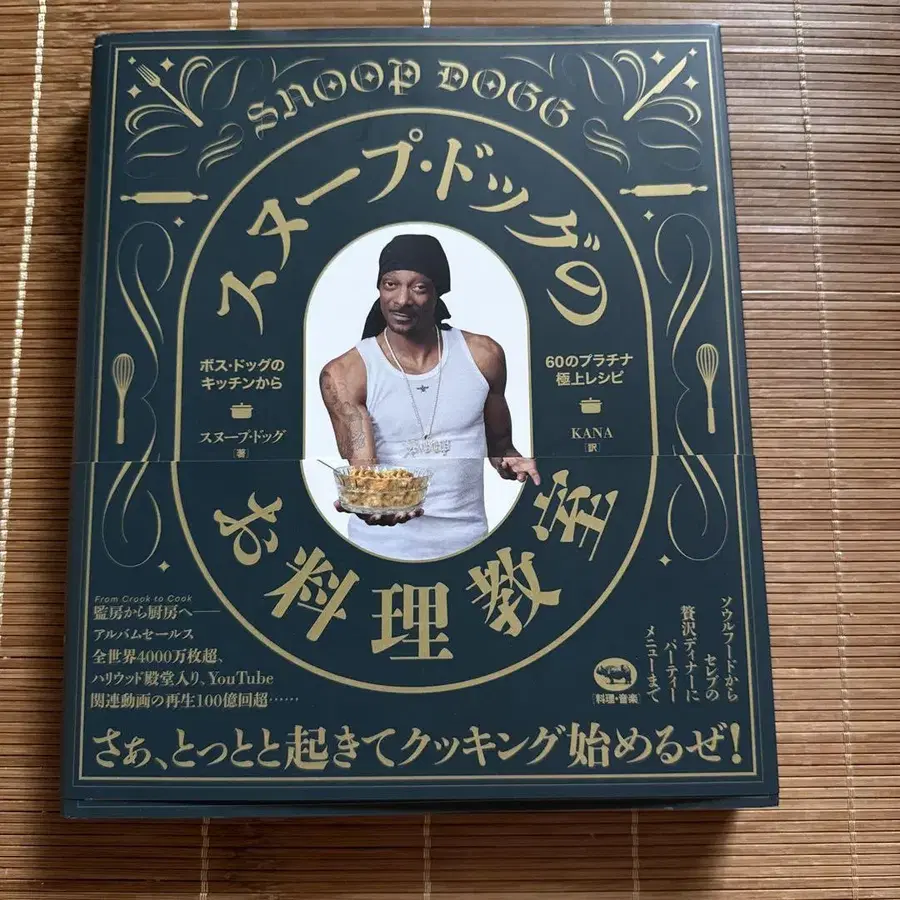 SNOOP DOGG
スヌープ・ドッグの
ボス・ドッグの
キッチンから
スヌープ・ドッグ
[著]
60のプラチナ
極上レシピ
KANA
[訳]
お料理教室
From Crook to Cook
監房から厨房へ──
アルバムセールス
全世界4000万枚超、
ハリウッド殿堂入り、YouTube
関連動画の再生100億回超……
ソウルフードから
セレブの
贅沢ディナーに
パーティー
メニューまで
[料理・音楽]
さあ、とっとと起きてクッキング始めるぜ!